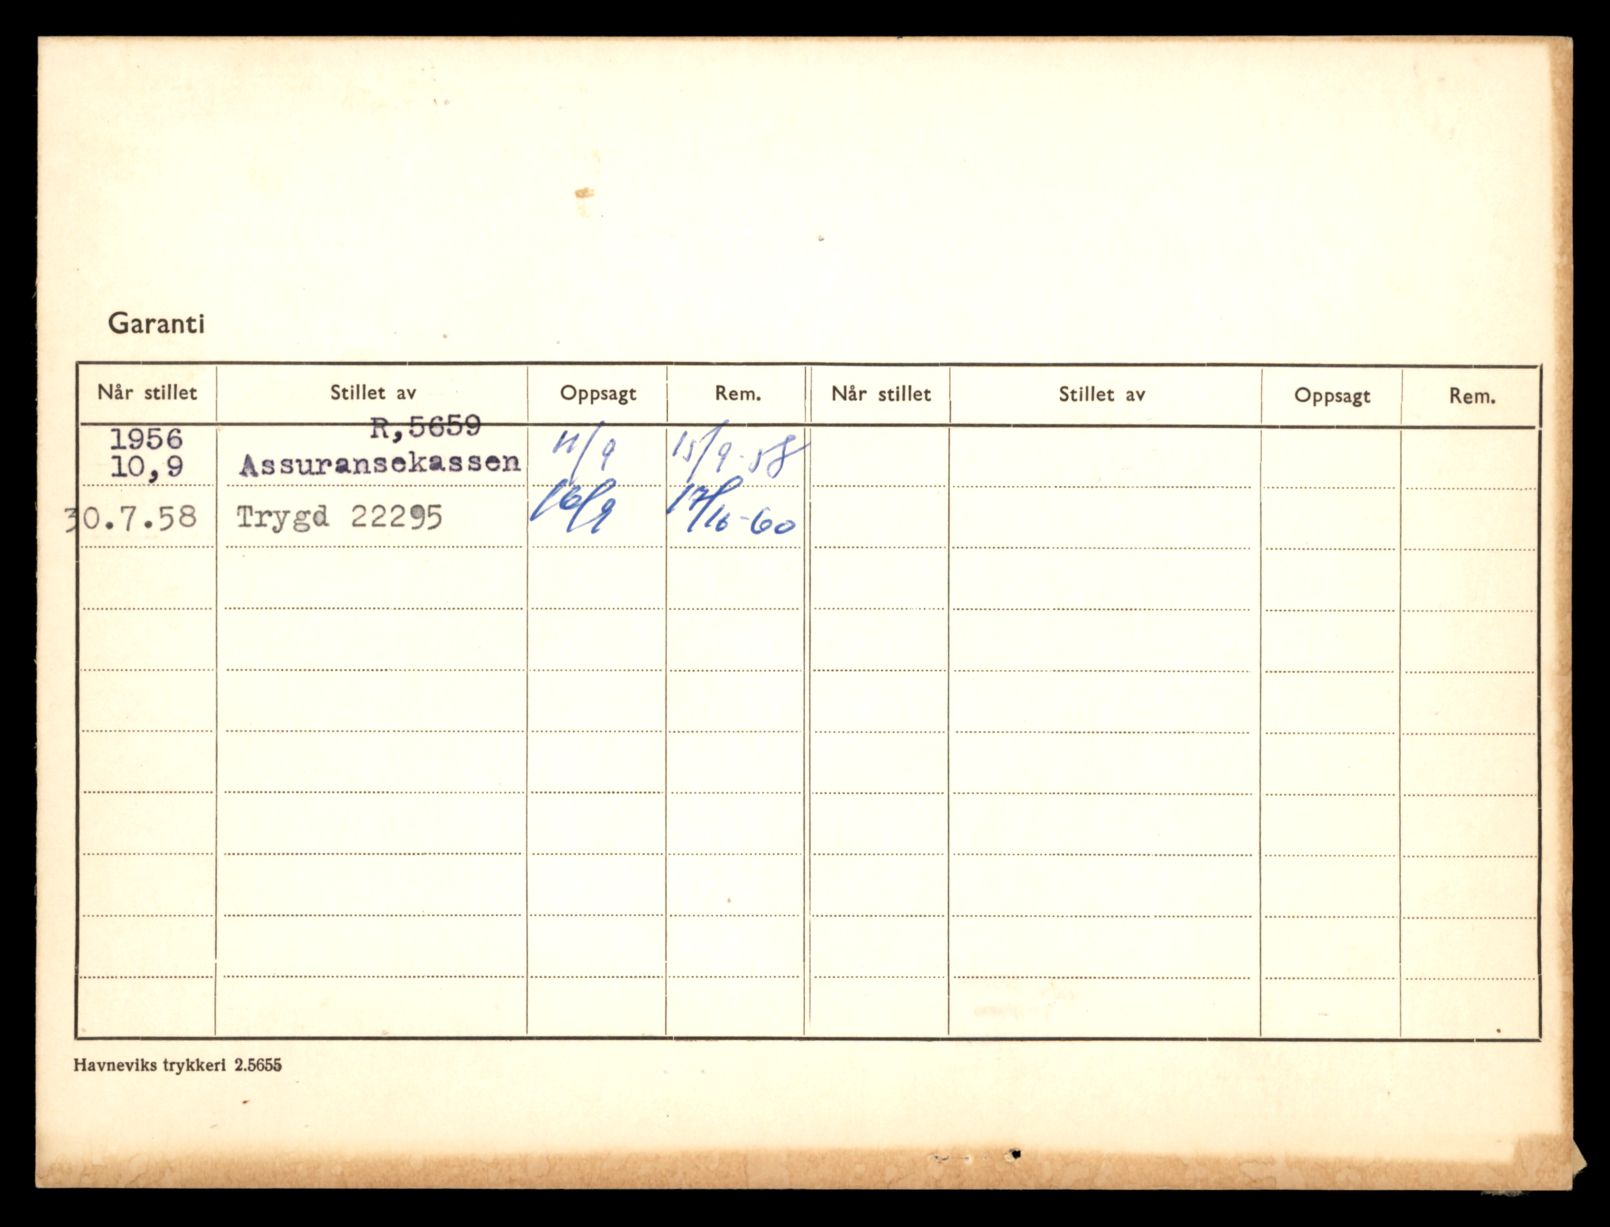 Garanti
Når stillet Stillet av Oppsagt Rem. Når stillet Stillet av Oppsagt Rem.
1956 R,5659
10,9 Assuransekassen 11/9 15/9-58
30.7.58 Trygd 22295 16/9 17/10-60
Havneviks trykkeri 2.5655